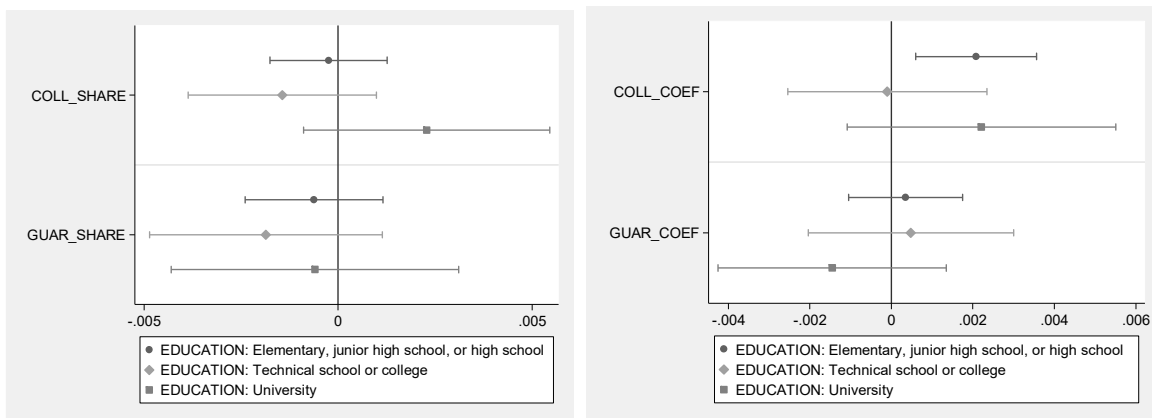 COLL_SHARE
GUAR_SHARE
-.005 0 .005
EDUCATION: Elementary, junior high school, or high school
EDUCATION: Technical school or college
EDUCATION: University
COLL_COEF
GUAR_COEF
-.004 -.002 0 .002 .004 .006
EDUCATION: Elementary, junior high school, or high school
EDUCATION: Technical school or college
EDUCATION: University